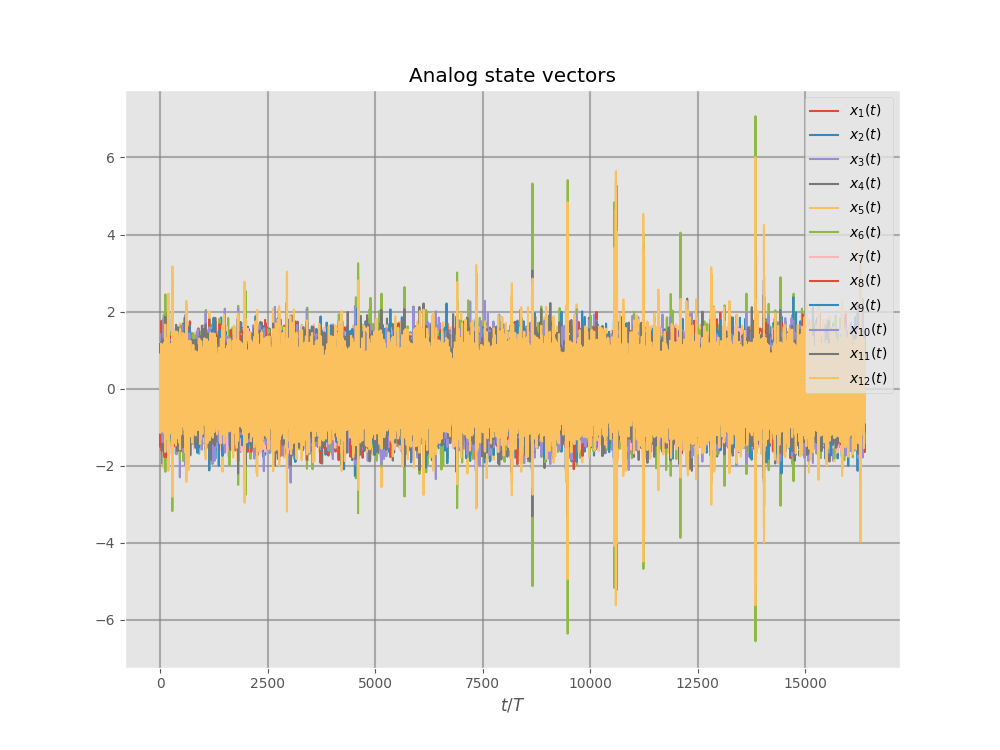 Analog state vectors
x₁(t)
x₂(t)
x₃(t)
x₄(t)
x₅(t)
x₆(t)
x₇(t)
x₈(t)
x₉(t)
x₁₀(t)
x₁₁(t)
x₁₂(t)
6
4
2
0
−2
−4
−6
0 2500 5000 7500 10000 12500 15000
t/T